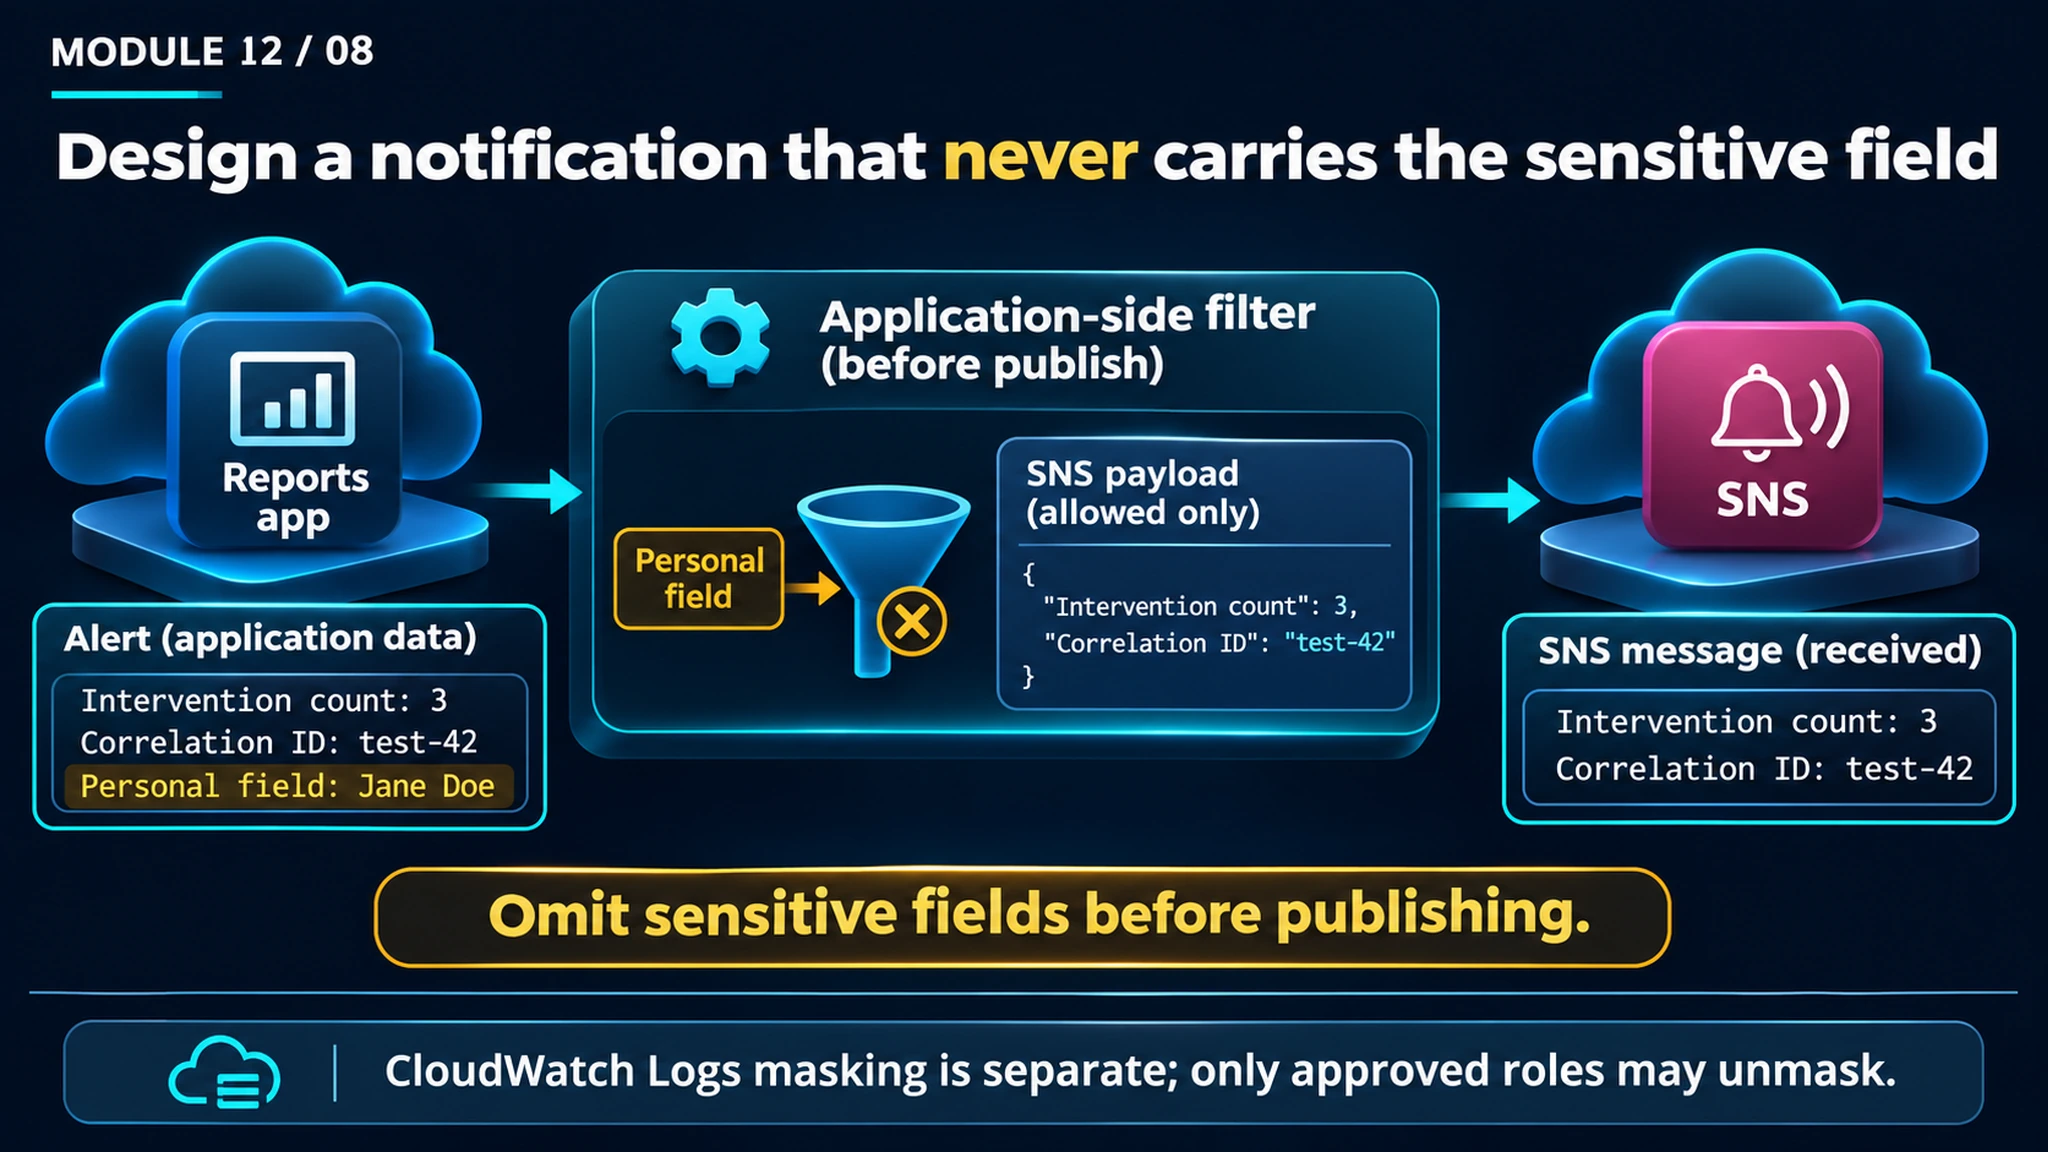 MODULE 12 / 08
Design a notification that never carries the sensitive field
Reports
app
Alert (application data)
Intervention count: 3
Correlation ID: test-42
Personal field: Jane Doe
Application-side filter
(before publish)
Personal
field
SNS payload
(allowed only)
{
"Intervention count": 3,
"Correlation ID": "test-42"
}
SNS
SNS message (received)
Intervention count: 3
Correlation ID: test-42
Omit sensitive fields before publishing.
CloudWatch Logs masking is separate; only approved roles may unmask.